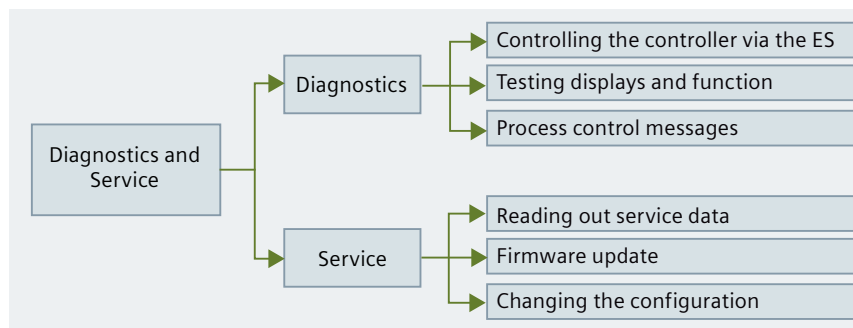 Diagnostics and
Service
Diagnostics
Controlling the controller via the ES
Testing displays and function
Process control messages
Service
Reading out service data
Firmware update
Changing the configuration